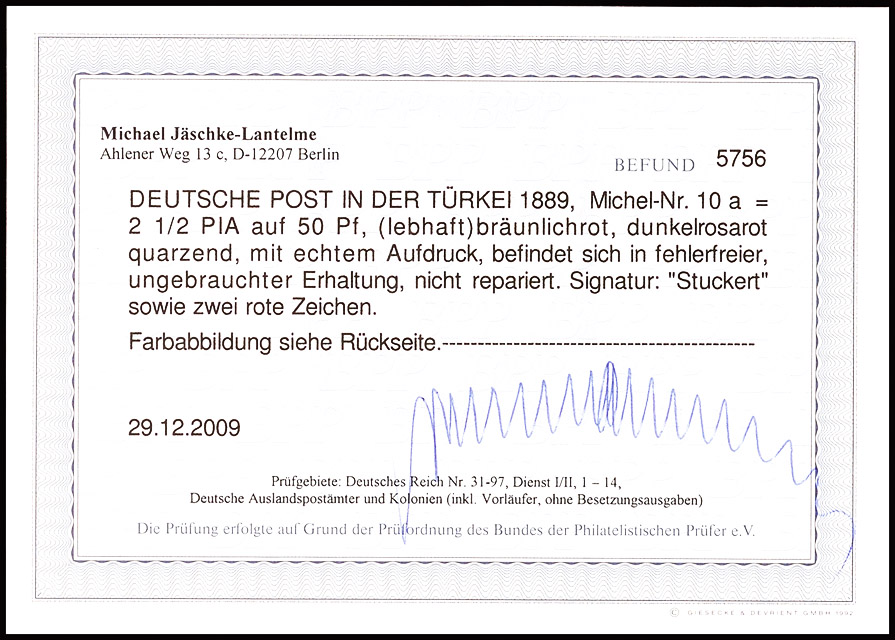 Michael Jäschke-Lantelme
Ahlener Weg 13 c, D-12207 Berlin
BEFUND 5756
DEUTSCHE POST IN DER TÜRKEI 1889, Michel-Nr. 10 a =
2 1/2 PIA auf 50 Pf, (lebhaft)bräunlichrot, dunkelrosarot
quarzend, mit echtem Aufdruck, befindet sich in fehlerfreier,
ungebrauchter Erhaltung, nicht repariert. Signatur: "Stuckert"
sowie zwei rote Zeichen.
Farbabbildung siehe Rückseite.--------------------------------------------
29.12.2009
Prüfgebiete: Deutsches Reich Nr. 31-97, Dienst I/II, 1 – 14,
Deutsche Auslandspostämter und Kolonien (inkl. Vorläufer, ohne Besetzungsausgaben)
Die Prüfung erfolgte auf Grund der Prüfordnung des Bundes der Philatelistischen Prüfer e.V.
© GIESECKE & DEVRIENT GMBH 1992